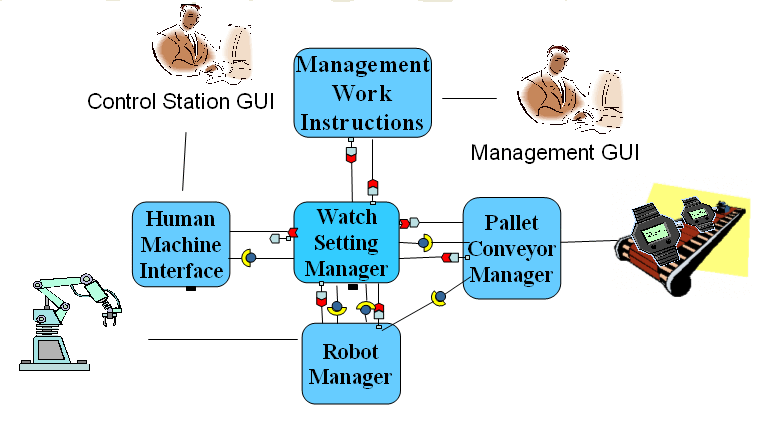 Control Station GUI
Management
Work
Instructions
Management GUI
Human
Machine
Interface
Watch
Setting
Manager
Pallet
Conveyor
Manager
Robot
Manager